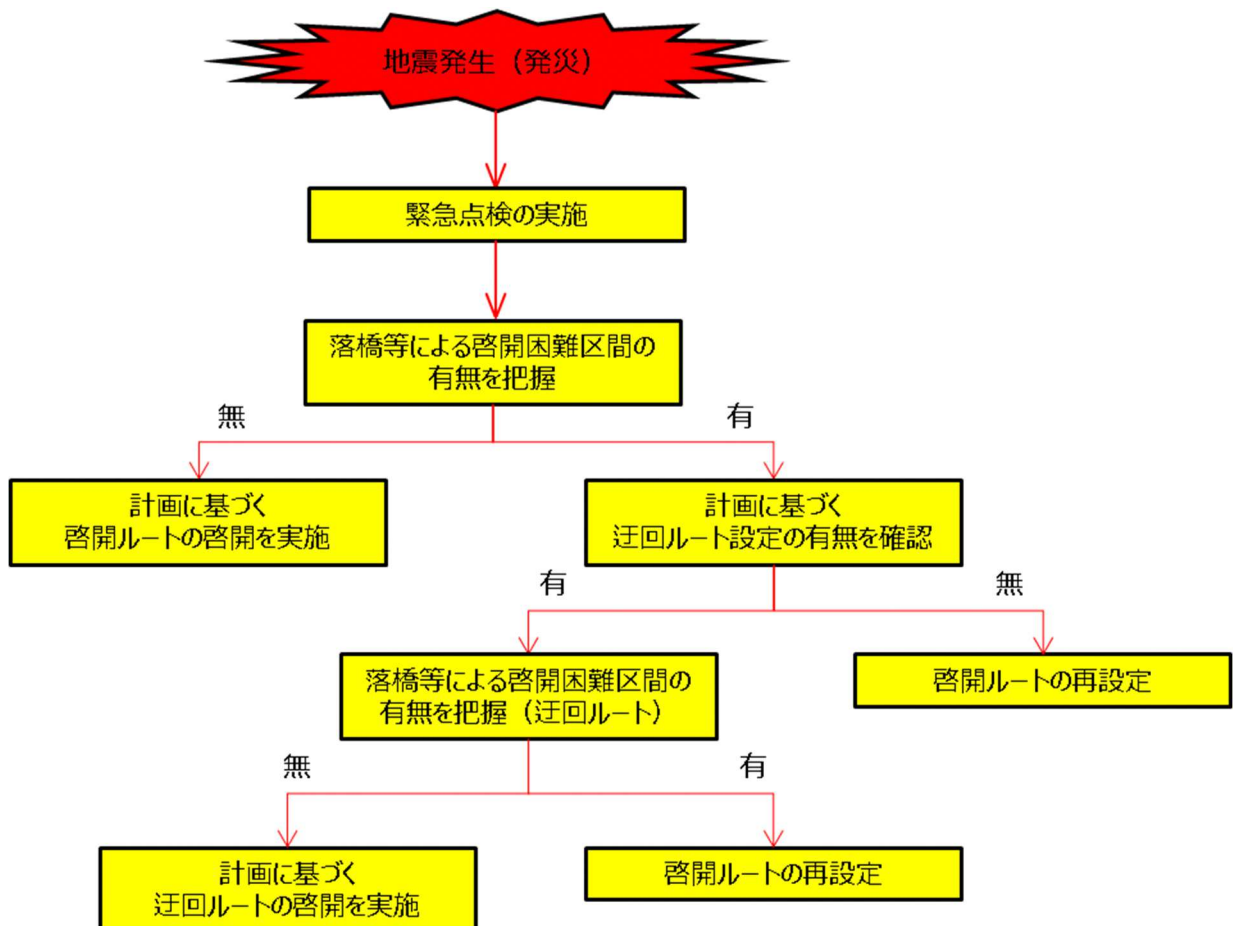 地震発生（発災）
緊急点検の実施
落橋等による啓開困難区間の
有無を把握
無
有
計画に基づく
啓開ルートの啓開を実施
計画に基づく
迂回ルート設定の有無を確認
有
無
落橋等による啓開困難区間の
有無を把握（迂回ルート）
啓開ルートの再設定
無
有
計画に基づく
迂回ルートの啓開を実施
啓開ルートの再設定